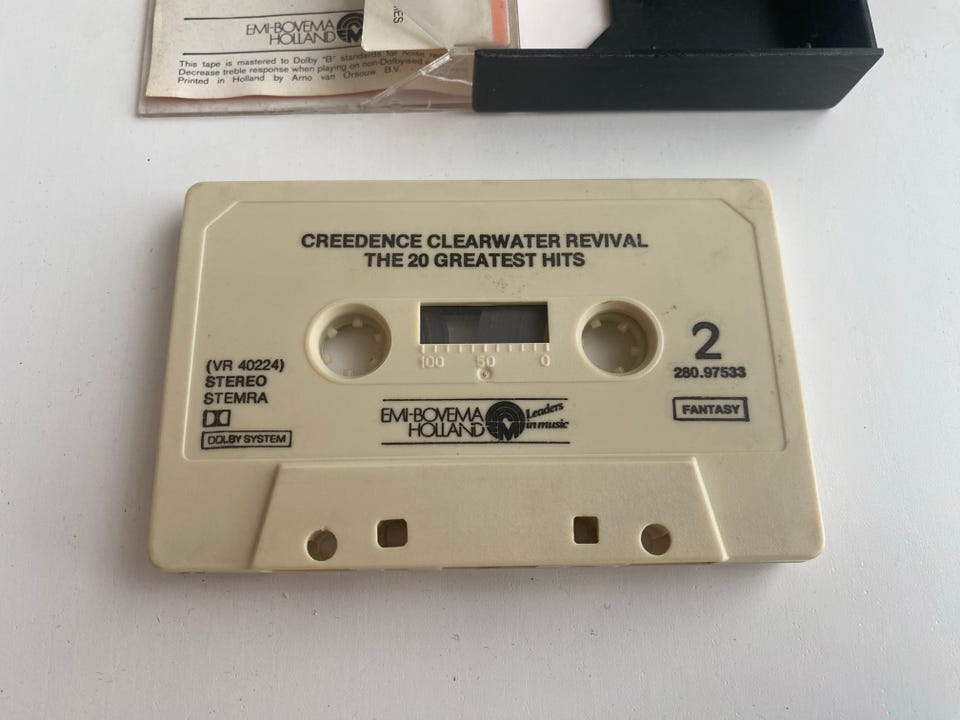 EMI-BOVEMA
HOLLAND
This tape is mastered to Dolby "B" standards for home
Decrease treble response when playing on non-Dolbyised
Printed in Holland by Arno van Orsouw B.V.
CREEDENCE CLEARWATER REVIVAL
THE 20 GREATEST HITS
100 50 0
2
280.97533
FANTASY
(VR 40224)
STEREO
STEMRA
DOLBY SYSTEM
EMI-BOVEMA
HOLLAND
Leaders
in music